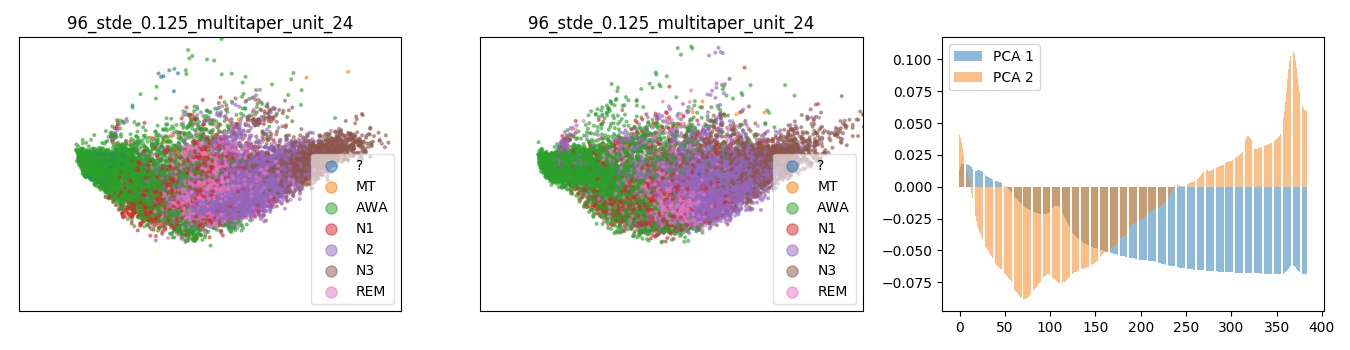 96_stde_0.125_multitaper_unit_24
?
MT
AWA
N1
N2
N3
REM
96_stde_0.125_multitaper_unit_24
?
MT
AWA
N1
N2
N3
REM
PCA 1
PCA 2
0.100
0.075
0.050
0.025
0.000
−0.025
−0.050
−0.075
0 50 100 150 200 250 300 350 400